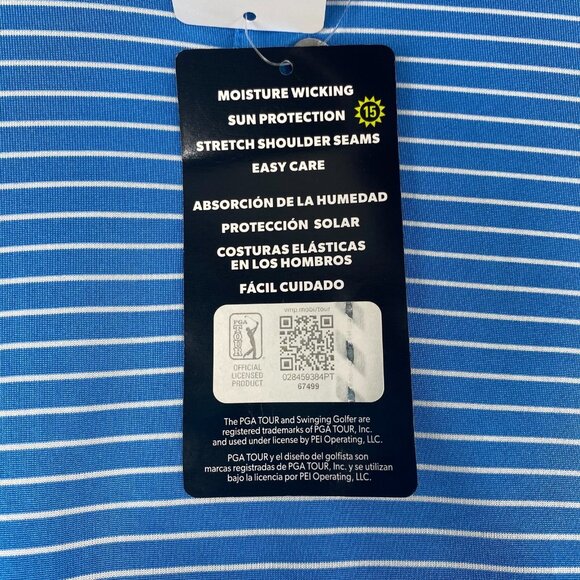 MOISTURE WICKING
SUN PROTECTION 15
STRETCH SHOULDER SEAMS
EASY CARE
ABSORCIÓN DE LA HUMEDAD
PROTECCIÓN SOLAR
COSTURAS ELÁSTICAS
EN LOS HOMBROS
FÁCIL CUIDADO
vnp.mobi/tour
PGA TOUR
OFFICIAL
LICENSED
PRODUCT
028459384PT
67499
The PGA TOUR and Swinging Golfer are
registered trademarks of PGA TOUR, Inc.
and used under license by PEI Operating, LLC.
PGA TOUR y el diseño del golfista son
marcas registradas de PGA TOUR, Inc. y se utilizan
bajo la licencia por PEI Operating, LLC.